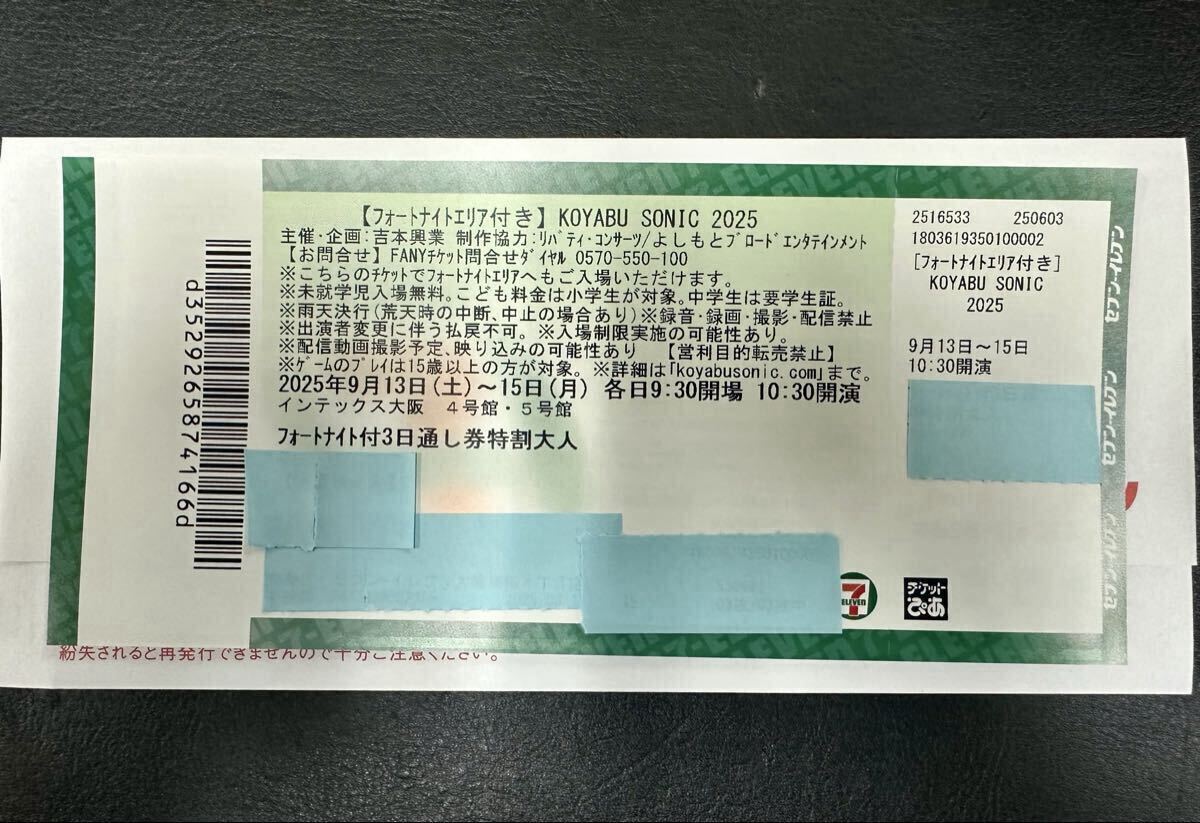 【フォートナイトエリア付き】KOYABU SONIC 2025
主催・企画:吉本興業 制作協力:リバティ・コンサーツ/よしもとブロードエンタテインメント
【お問合せ】FANYチケット問合せダイヤル 0570-550-100
※こちらのチケットでフォートナイトエリアへもご入場いただけます。
※未就学児入場無料。こども料金は小学生が対象。中学生は要学生証。
※雨天決行(荒天時の中断、中止の場合あり)※録音・録画・撮影・配信禁止
※出演者変更に伴う払戻不可。※入場制限実施の可能性あり。
※配信動画撮影予定、映り込みの可能性あり 【営利目的転売禁止】
※ゲームのプレイは15歳以上の方が対象。※詳細は「koyabusonic.com」まで。
2025年9月13日(土)~15日(月) 各日9:30開場 10:30開演
インテックス大阪 4号館・5号館
フォートナイト付3日通し券特割大人
d35292658741​66d
2516533 250603
1803619350100002
[フォートナイトエリア付き]
KOYABU SONIC
2025
9月13日~15日
10:30開演
セブン-イレブン
セブン-イレブン
セブン-イレブン
7-ELEVEN
7
ELEVEN
チケット
ぴあ
紛失されると再発行できませんので十分ご注意ください。